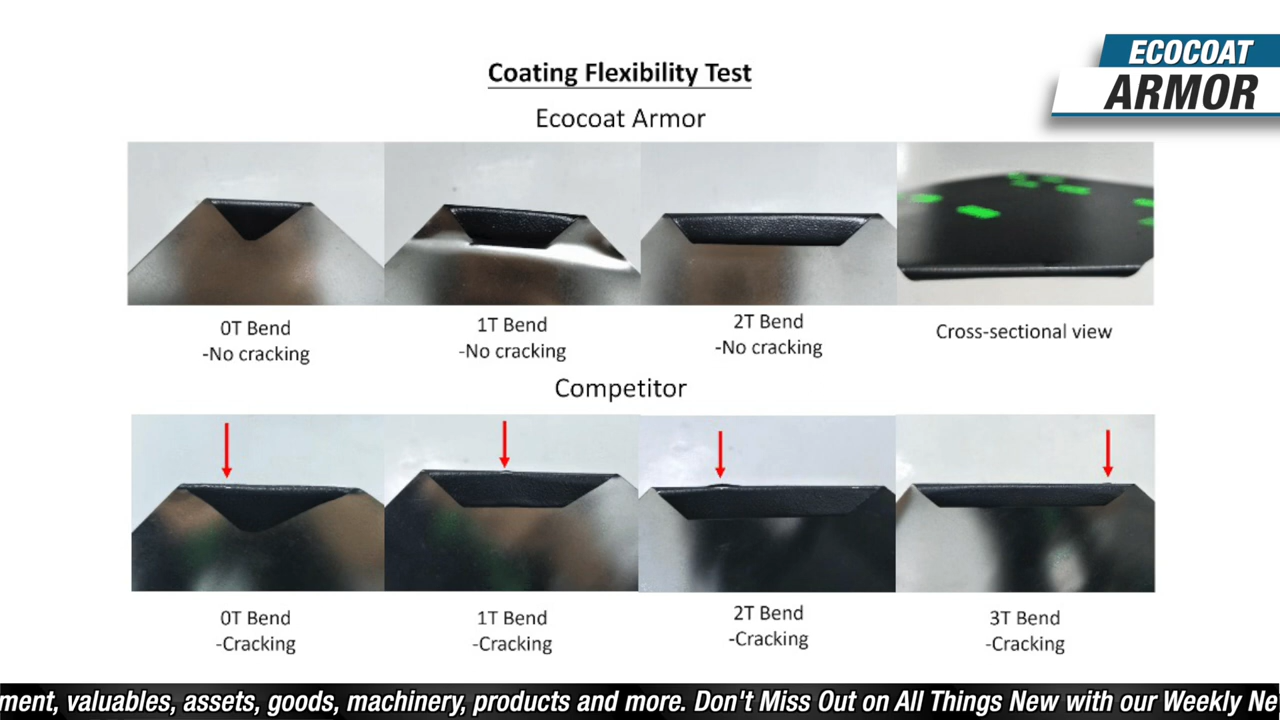 ECOCOAT
ARMOR
Coating Flexibility Test
Ecocoat Armor
0T Bend
-No cracking
1T Bend
-No cracking
2T Bend
-No cracking
Cross-sectional view
Competitor
0T Bend
-Cracking
1T Bend
-Cracking
2T Bend
-Cracking
3T Bend
-Cracking
ment, valuables, assets, goods, machinery, products and more. Don't Miss Out on All Things New with our Weekly Ne